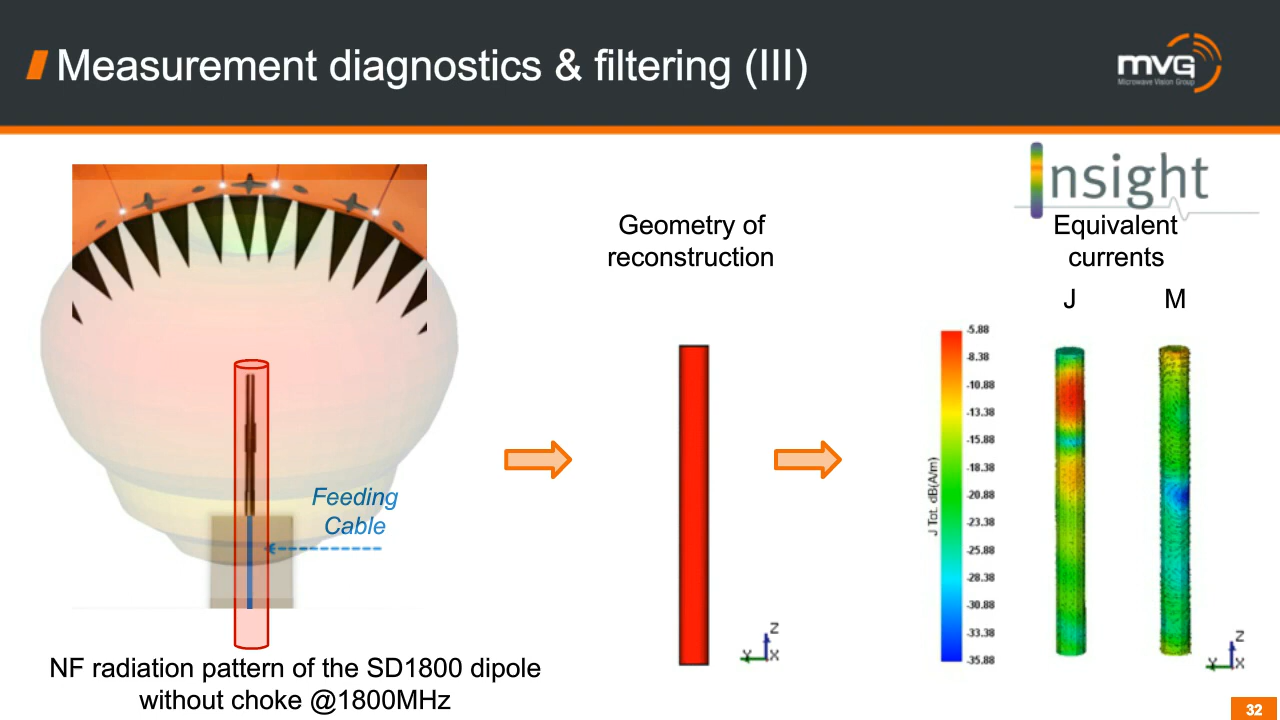 Measurement diagnostics & filtering (III)
mvg
Microwave Vision Group
Insight
Geometry of
reconstruction
Equivalent
currents
J
M
-5.88
-8.38
-10.88
-13.38
-15.88
-18.38
-20.88
-23.38
-25.88
-28.38
-30.88
-33.38
-35.88
J Tot. dB(A/m)
Feeding
Cable
Z
Y
X
Z
Y
X
NF radiation pattern of the SD1800 dipole
without choke @1800MHz
32